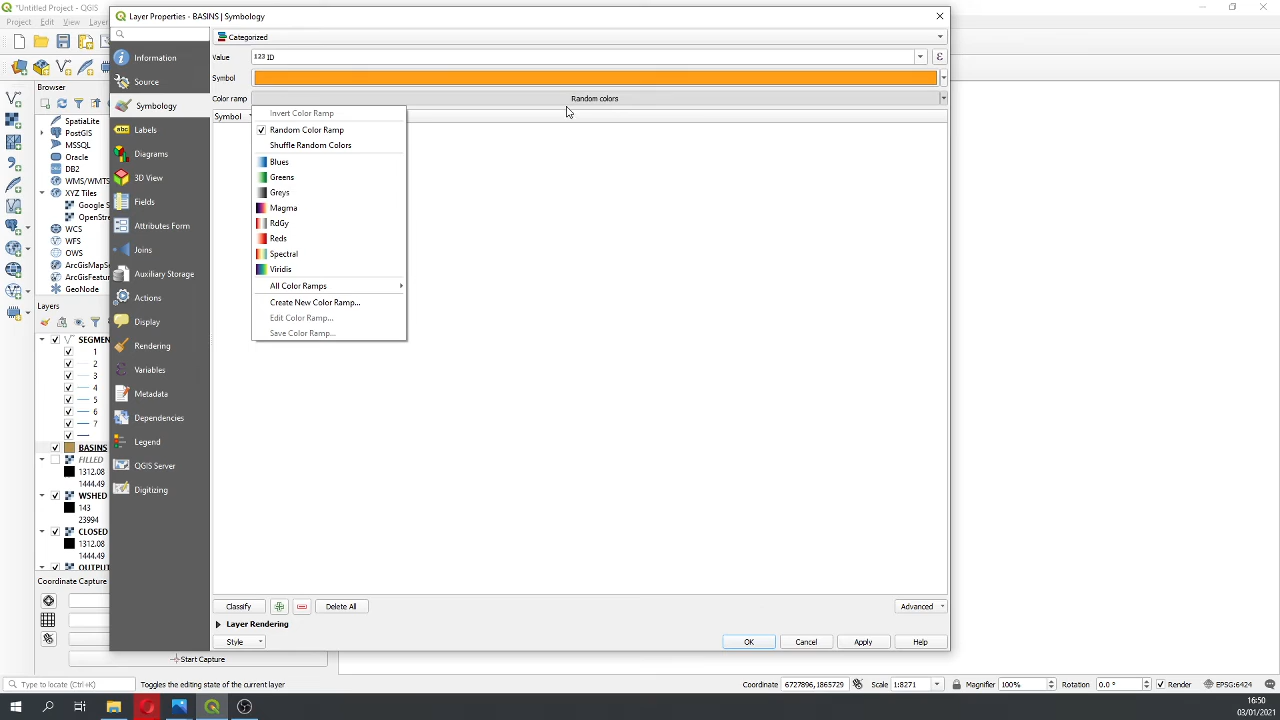 *Untitled Project — QGIS
Project Edit View
Layer Properties - BASINS | Symbology
Information
Source
Symbology
Labels
Diagrams
3D View
Fields
Attributes Form
Joins
Auxiliary Storage
Actions
Display
Rendering
Variables
Metadata
Dependencies
Legend
QGIS Server
Digitizing
Categorized
Value 123 ID
Symbol
Color ramp Random colors
Symbol
Invert Color Ramp
Random Color Ramp
Shuffle Random Colors
Blues
Greens
Greys
Magma
RdGy
Reds
Spectral
Viridis
All Color Ramps
Create New Color Ramp...
Edit Color Ramp...
Save Color Ramp...
Classify Delete All Advanced
Layer Rendering
Style OK Cancel Apply Help
Browser
SpatiaLite
PostGIS
MSSQL
Oracle
DB2
WMS/WMTS
XYZ Tiles
Google S
OpenStre
WCS
WFS
OWS
ArcGisMapS
ArcGisFeatur
GeoNode
Layers
SEGMEN
1
2
3
4
5
6
7
BASINS
FILLED
1312.08
1444.49
WSHED
143
23994
CLOSED
1312.08
1444.49
OUTPUT
Coordinate Capture
Start Capture
Type to locate (Ctrl+K) Toggles the editing state of the current layer Coordinate 6727896,1865729 Scale 1:8271 Magnifier 100% Rotation 0.0 ° Render EPSG:6424
16:50
03/01/2021